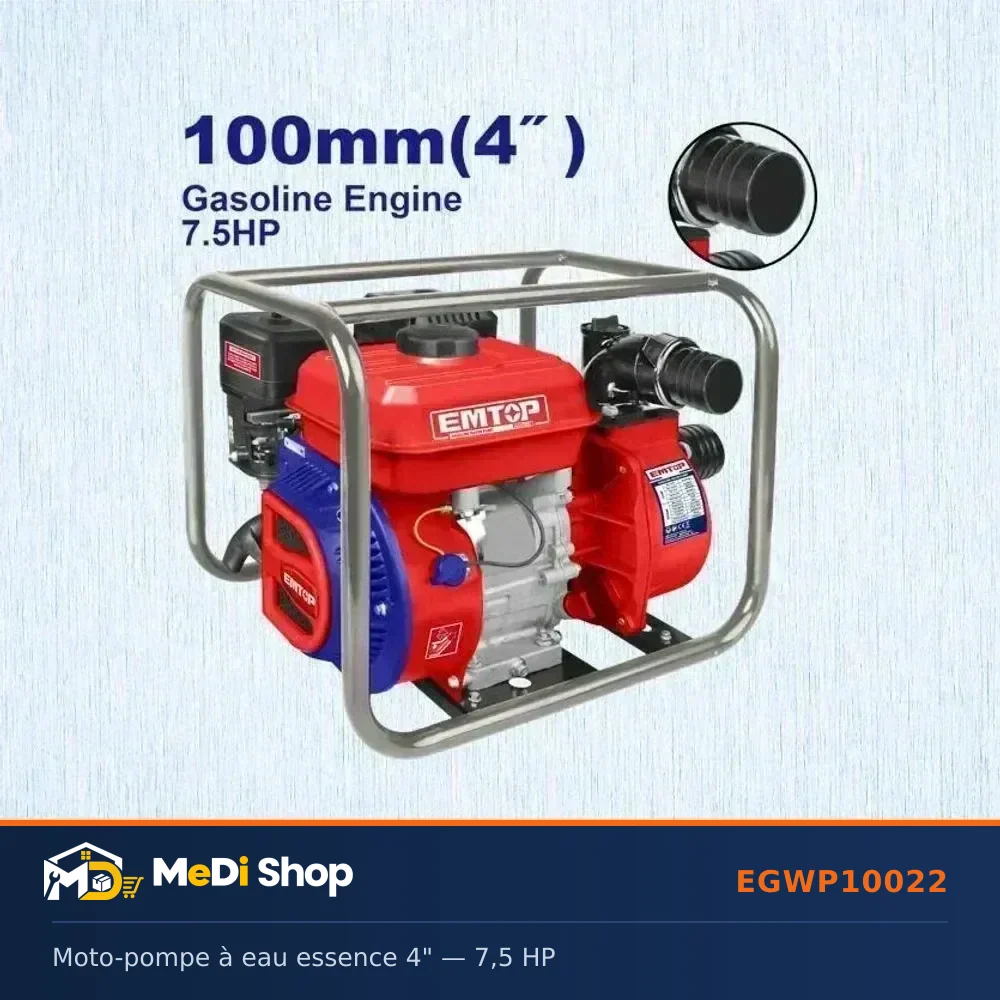 100mm(4″)
Gasoline Engine
7.5HP
EMTOP
EMTOP
EMTOP
MeDi Shop
EGWP10022
Moto-pompe à eau essence 4" — 7,5 HP